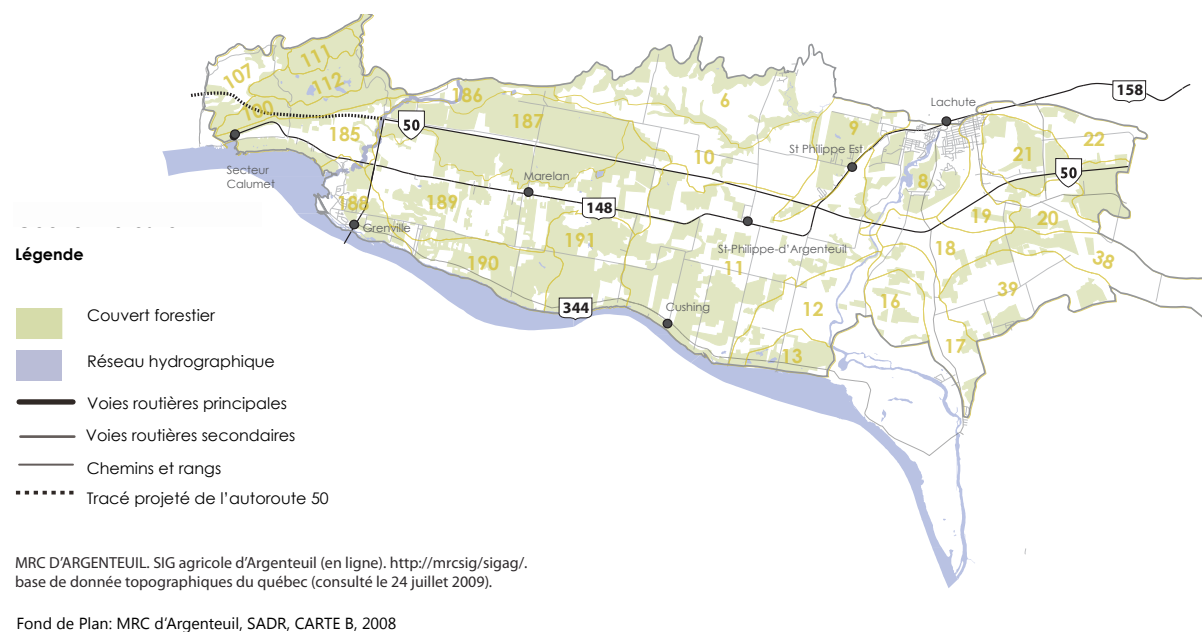 111
107
112
100
186
6
158
187
50
185
9
Lachute
22
10
St Philippe Est
21
Secteur
Calumet
Marelan
8
50
188
189
148
19
20
Grenville
191
St-Philippe-d'Argenteuil
18
38
190
11
Légende
344
Cushing
12
16
39
Couvert forestier
17
13
Réseau hydrographique
Voies routières principales
Voies routières secondaires
Chemins et rangs
Tracé projeté de l'autoroute 50
MRC D'ARGENTEUIL. SIG agricole d'Argenteuil (en ligne). http://mrcsig/sigag/.
base de donnée topographiques du québec (consulté le 24 juillet 2009).
Fond de Plan: MRC d'Argenteuil, SADR, CARTE B, 2008